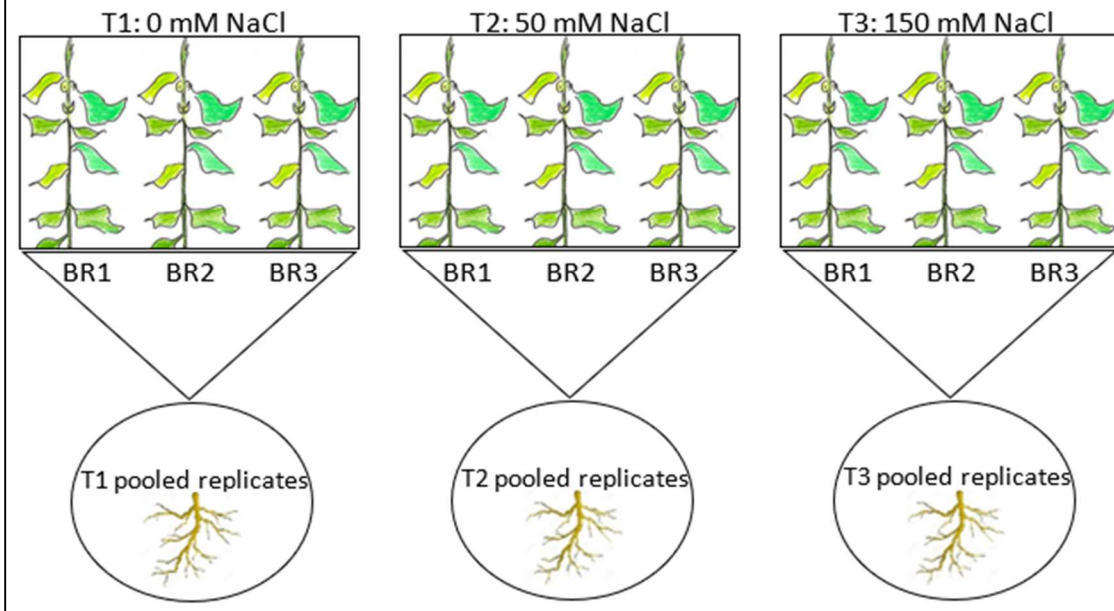 T1: 0 mM NaCl
T2: 50 mM NaCl
T3: 150 mM NaCl
BR1 BR2 BR3
BR1 BR2 BR3
BR1 BR2 BR3
T1 pooled replicates
T2 pooled replicates
T3 pooled replicates